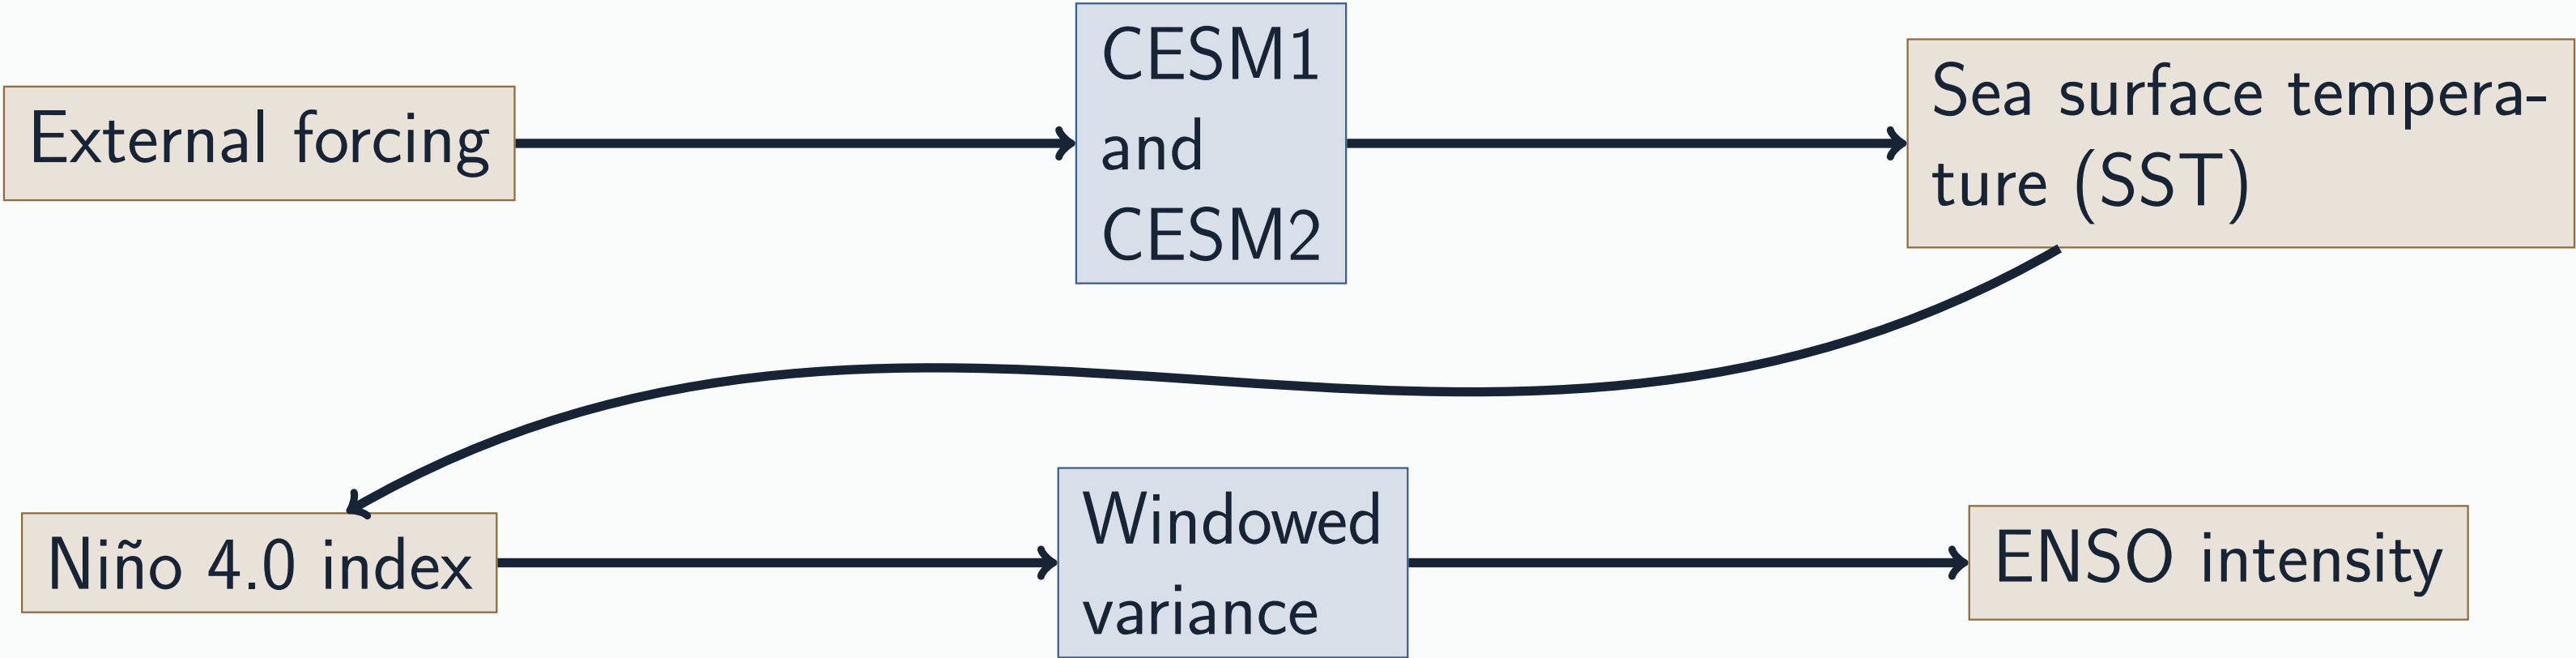 External forcing
CESM1
and
CESM2
Sea surface tempera-
ture (SST)
Niño 4.0 index
Windowed
variance
ENSO intensity